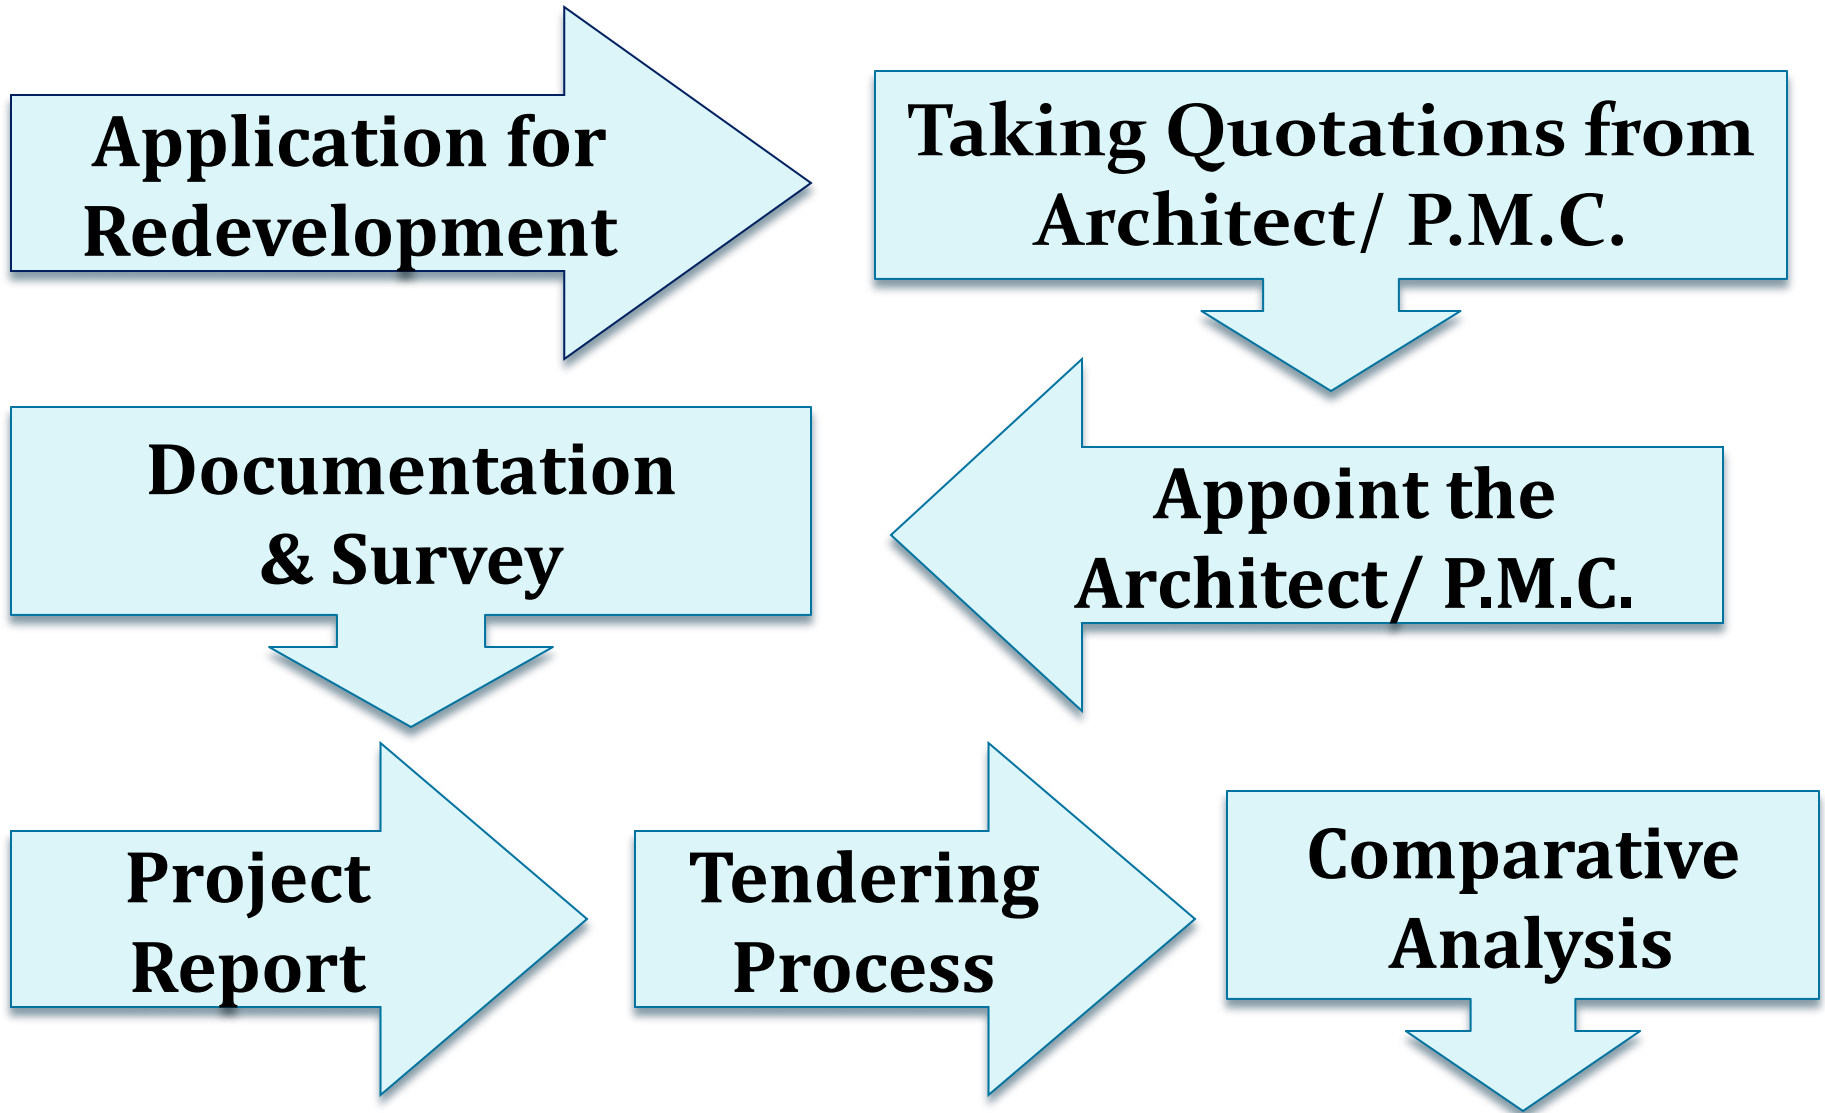 Application for
Redevelopment
Taking Quotations from
Architect/ P.M.C.
Appoint the
Architect/ P.M.C.
Documentation
& Survey
Project
Report
Tendering
Process
Comparative
Analysis